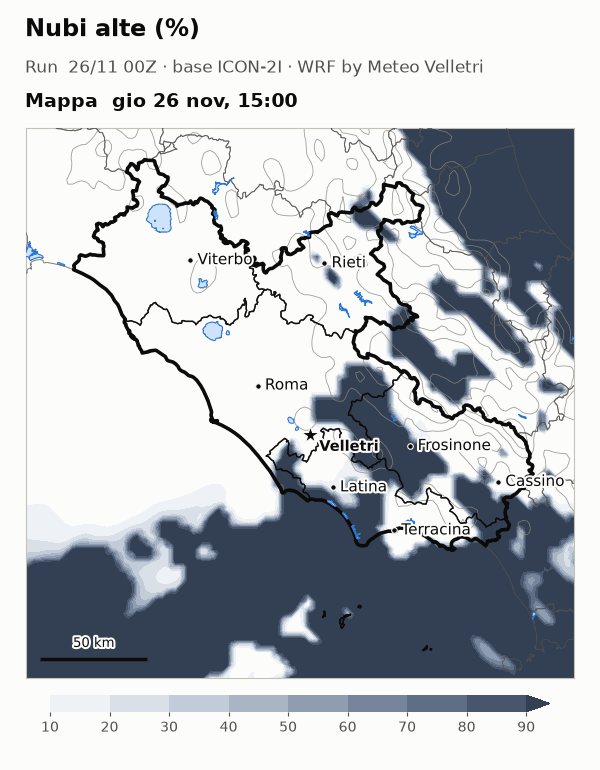 Nubi alte (%)
Run  26/11 00Z · base ICON-2I · WRF by Meteo Velletri
Mappa  gio 26 nov, 15:00
Viterbo
Rieti
Roma
Velletri
Frosinone
Cassino
Latina
Terracina
50 km
10 20 30 40 50 60 70 80 90